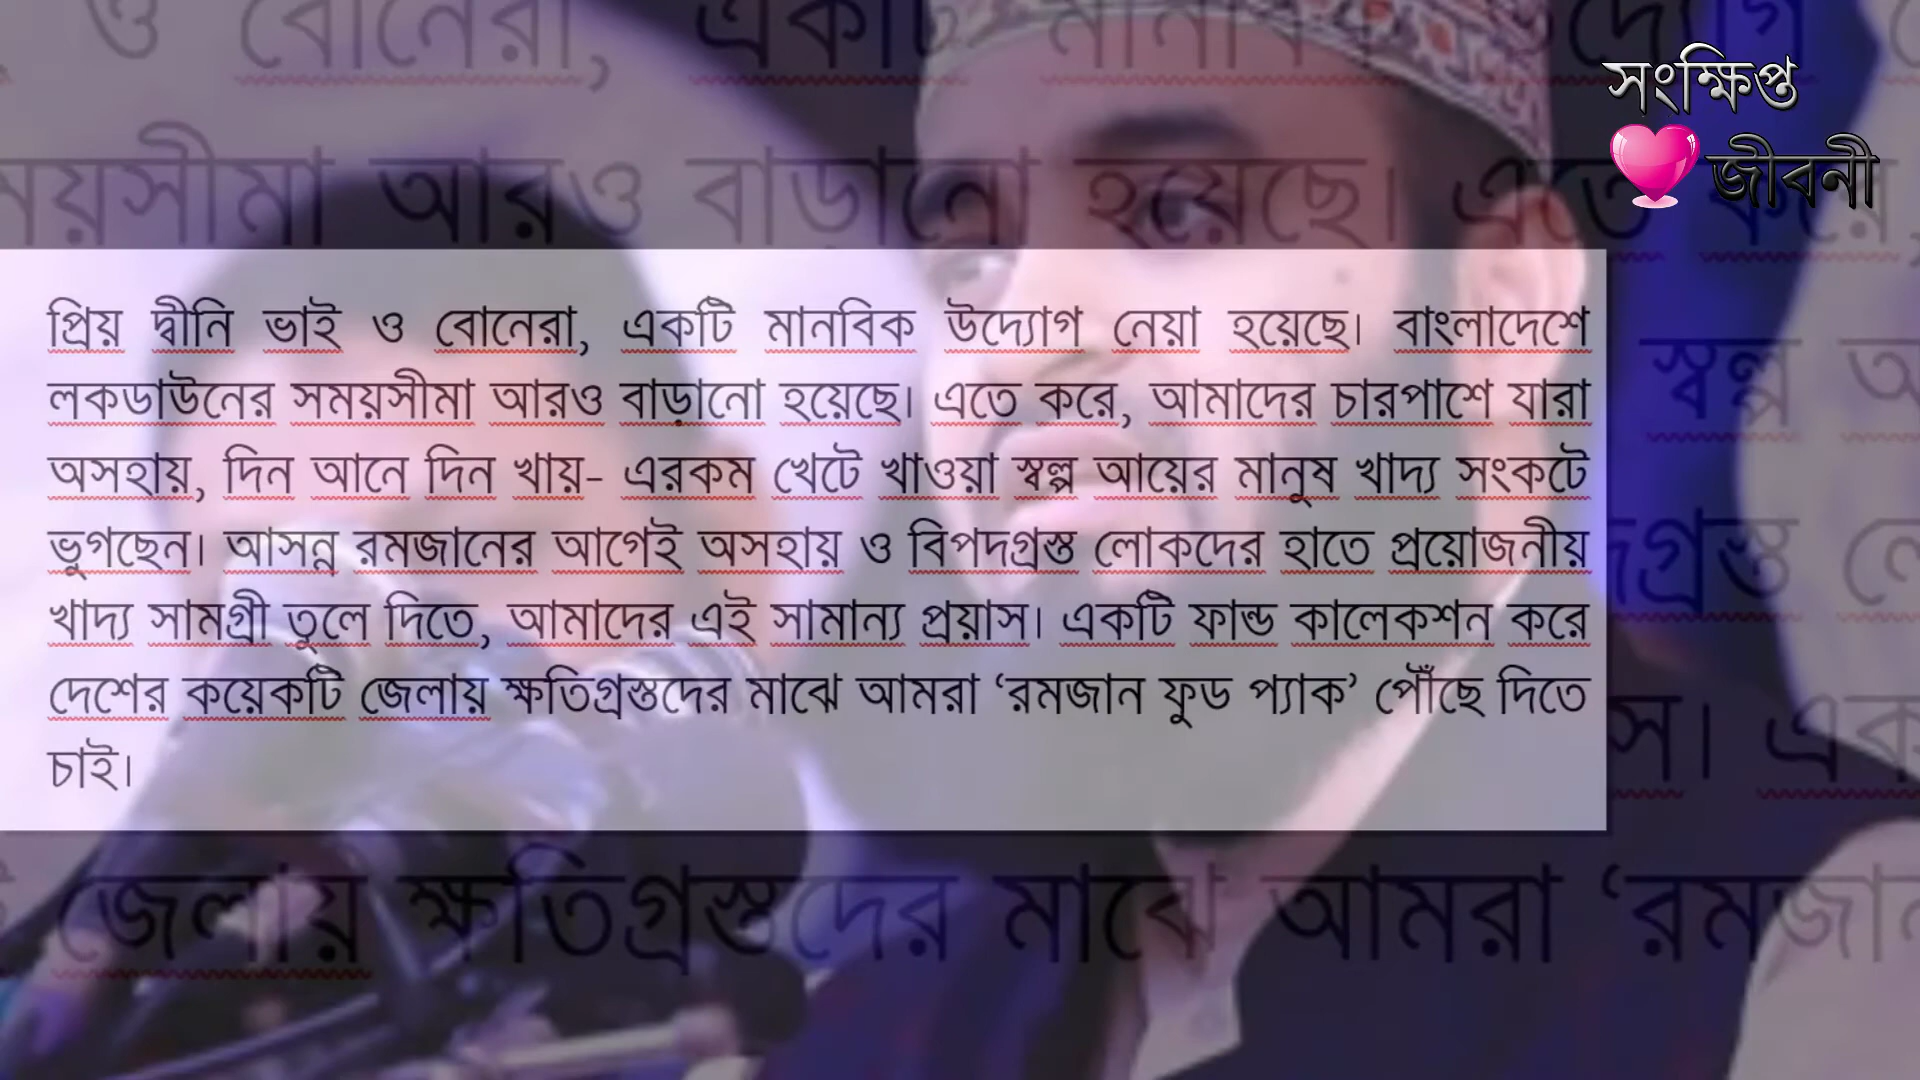 সংক্ষিপ্ত
জীবনী
প্রিয় দ্বীনি ভাই ও বোনেরা, একটি মানবিক উদ্যোগ নেয়া হয়েছে। বাংলাদেশে
লকডাউনের সময়সীমা আরও বাড়ানো হয়েছে। এতে করে, আমাদের চারপাশে যারা
অসহায়, দিন আনে দিন খায়- এরকম খেটে খাওয়া স্বল্প আয়ের মানুষ খাদ্য সংকটে
ভুগছেন। আসন্ন রমজানের আগেই অসহায় ও বিপদগ্রস্ত লোকদের হাতে প্রয়োজনীয়
খাদ্য সামগ্রী তুলে দিতে, আমাদের এই সামান্য প্রয়াস। একটি ফান্ড কালেকশন করে
দেশের কয়েকটি জেলায় ক্ষতিগ্রস্তদের মাঝে আমরা ‘রমজান ফুড প্যাক’ পৌঁছে দিতে
চাই।